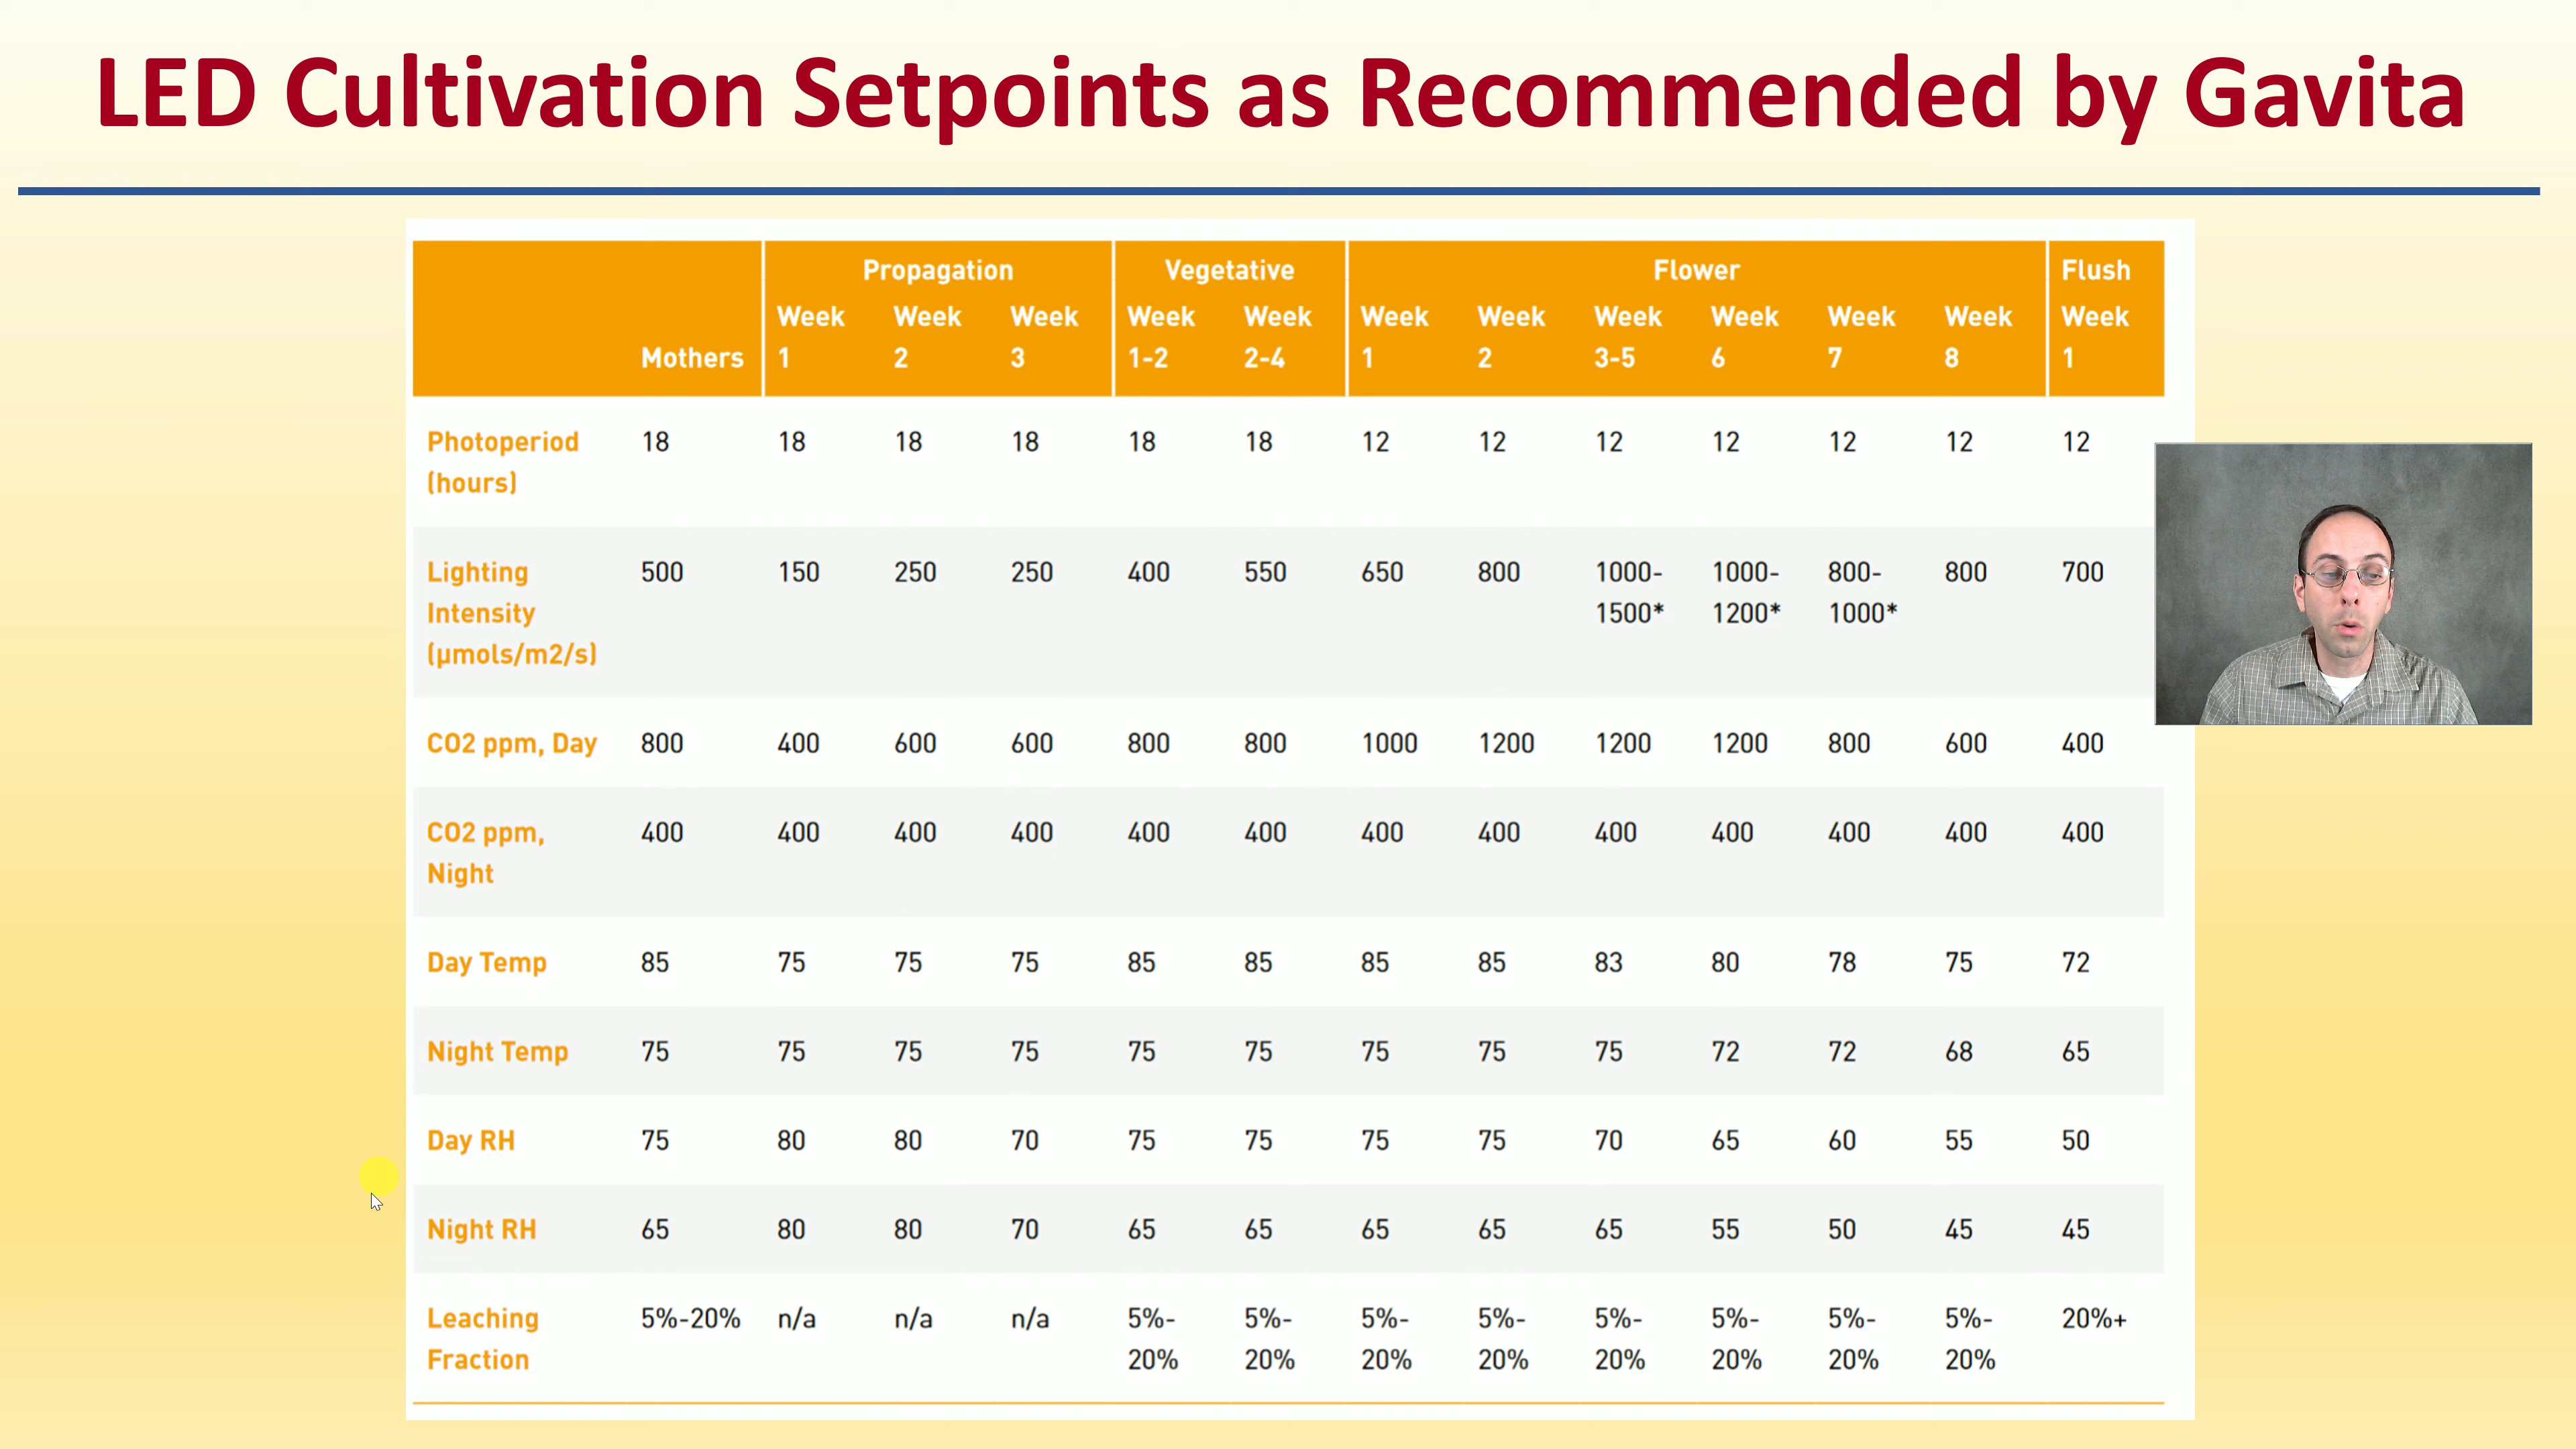 LED Cultivation Setpoints as Recommended by Gavita
Propagation Vegetative Flower Flush
Week Week Week Week Week Week Week Week Week Week Week Week
Mothers 1 2 3 1-2 2-4 1 2 3-5 6 7 8 1
Photoperiod 18 18 18 18 18 18 12 12 12 12 12 12 12
(hours)
Lighting 500 150 250 250 400 550 650 800 1000- 1000- 800- 800 700
Intensity 1500* 1200* 1000*
(µmols/m2/s)
CO2 ppm, Day 800 400 600 600 800 800 1000 1200 1200 1200 800 600 400
CO2 ppm, 400 400 400 400 400 400 400 400 400 400 400 400 400
Night
Day Temp 85 75 75 75 85 85 85 85 83 80 78 75 72
Night Temp 75 75 75 75 75 75 75 75 75 72 72 68 65
Day RH 75 80 80 70 75 75 75 75 70 65 60 55 50
Night RH 65 80 80 70 65 65 65 65 65 55 50 45 45
Leaching 5%-20% n/a n/a n/a 5%- 5%- 5%- 5%- 5%- 5%- 5%- 5%- 20%+
Fraction 20% 20% 20% 20% 20% 20% 20% 20%